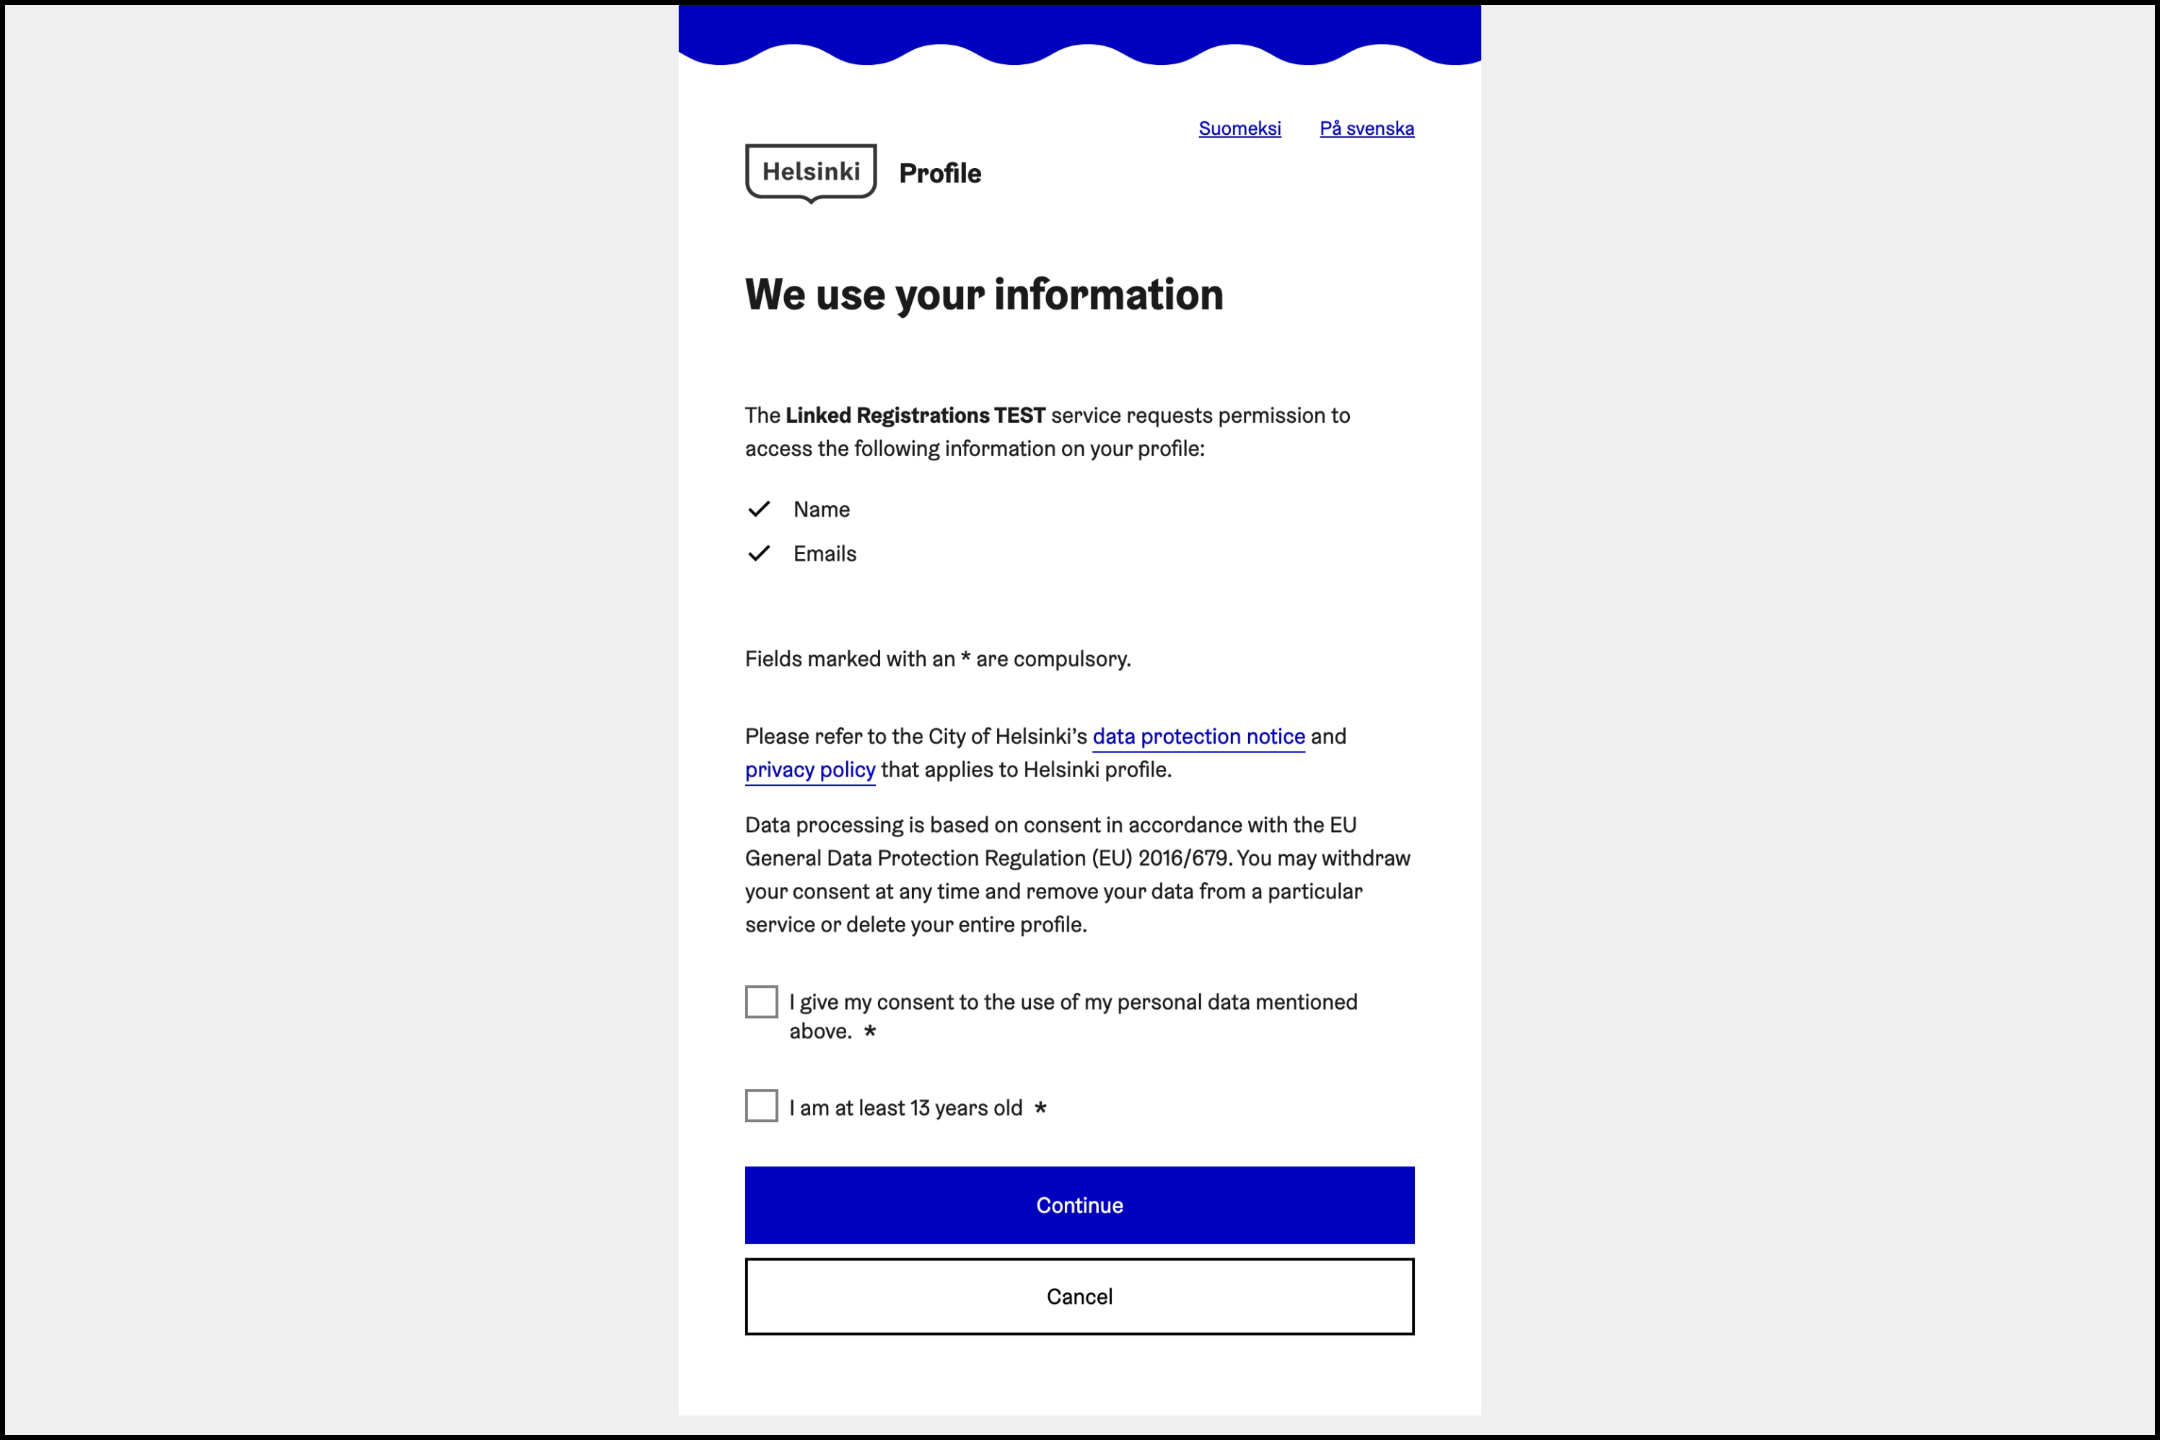 Suomeksi På svenska
Helsinki Profile
We use your information
The Linked Registrations TEST service requests permission to
access the following information on your profile:
Name
Emails
Fields marked with an * are compulsory.
Please refer to the City of Helsinki’s data protection notice and
privacy policy that applies to Helsinki profile.
Data processing is based on consent in accordance with the EU
General Data Protection Regulation (EU) 2016/679. You may withdraw
your consent at any time and remove your data from a particular
service or delete your entire profile.
I give my consent to the use of my personal data mentioned
above. *
I am at least 13 years old *
Continue
Cancel